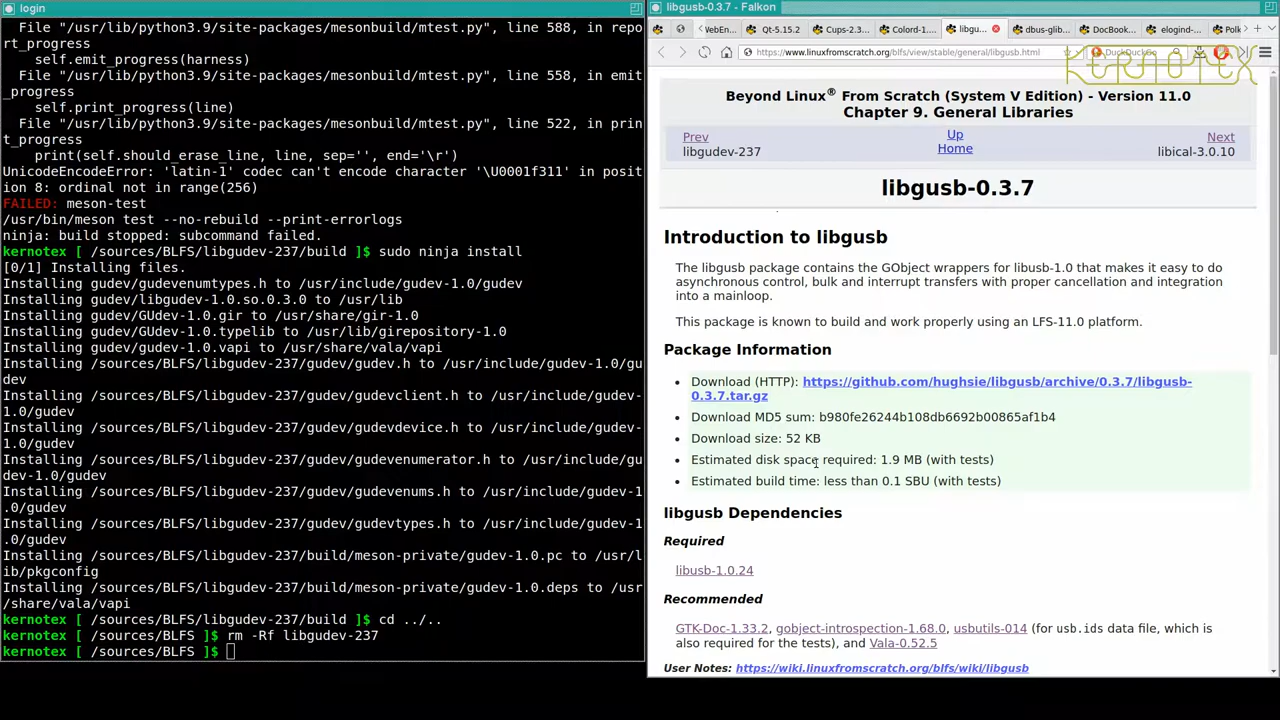 login
File "/usr/lib/python3.9/site-packages/mesonbuild/mtest.py", line 588, in repo
rt_progress
self.emit_progress(harness)
File "/usr/lib/python3.9/site-packages/mesonbuild/mtest.py", line 558, in emit
_progress
self.print_progress(line)
File "/usr/lib/python3.9/site-packages/mesonbuild/mtest.py", line 522, in prin
t_progress
print(self.should_erase_line, line, sep='', end='\r')
UnicodeEncodeError: 'latin-1' codec can't encode character '\U0001f311' in posit
ion 8: ordinal not in range(256)
FAILED: meson-test
/usr/bin/meson test --no-rebuild --print-errorlogs
ninja: build stopped: subcommand failed.
kernotex [ /sources/BLFS/libgudev-237/build ]$ sudo ninja install
[0/1] Installing files.
Installing gudev/gudevenumtypes.h to /usr/include/gudev-1.0/gudev
Installing gudev/libgudev-1.0.so.0.3.0 to /usr/lib
Installing gudev/GUdev-1.0.gir to /usr/share/gir-1.0
Installing gudev/GUdev-1.0.typelib to /usr/lib/girepository-1.0
Installing gudev/gudev-1.0.vapi to /usr/share/vala/vapi
Installing /sources/BLFS/libgudev-237/gudev/gudev.h to /usr/include/gudev-1.0/gu
dev
Installing /sources/BLFS/libgudev-237/gudev/gudevclient.h to /usr/include/gudev-
1.0/gudev
Installing /sources/BLFS/libgudev-237/gudev/gudevdevice.h to /usr/include/gudev-
1.0/gudev
Installing /sources/BLFS/libgudev-237/gudev/gudevenumerator.h to /usr/include/gu
dev-1.0/gudev
Installing /sources/BLFS/libgudev-237/gudev/gudevenums.h to /usr/include/gudev-1
.0/gudev
Installing /sources/BLFS/libgudev-237/gudev/gudevtypes.h to /usr/include/gudev-1
.0/gudev
Installing /sources/BLFS/libgudev-237/build/meson-private/gudev-1.0.pc to /usr/l
ib/pkgconfig
Installing /sources/BLFS/libgudev-237/build/meson-private/gudev-1.0.deps to /usr
/share/vala/vapi
kernotex [ /sources/BLFS/libgudev-237/build ]$ cd ../..
kernotex [ /sources/BLFS ]$ rm -Rf libgudev-237
kernotex [ /sources/BLFS ]$
libgusb-0.3.7 - Falkon
WebEn... Qt-5.15.2 Cups-2.3... Colord-1.... libgu... dbus-glib... DocBook... elogind-... Polk
https://www.linuxfromscratch.org/blfs/view/stable/general/libgusb.html DuckDuckGo
KERNOTEX
Beyond Linux® From Scratch (System V Edition) - Version 11.0
Chapter 9. General Libraries
Prev Up Next
libgudev-237 Home libical-3.0.10
libgusb-0.3.7
Introduction to libgusb
The libgusb package contains the GObject wrappers for libusb-1.0 that makes it easy to do
asynchronous control, bulk and interrupt transfers with proper cancellation and integration
into a mainloop.
This package is known to build and work properly using an LFS-11.0 platform.
Package Information
Download (HTTP): https://github.com/hughsie/libgusb/archive/0.3.7/libgusb-
0.3.7.tar.gz
Download MD5 sum: b980fe26244b108db6692b00865af1b4
Download size: 52 KB
Estimated disk space required: 1.9 MB (with tests)
Estimated build time: less than 0.1 SBU (with tests)
libgusb Dependencies
Required
libusb-1.0.24
Recommended
GTK-Doc-1.33.2, gobject-introspection-1.68.0, usbutils-014 (for usb.ids data file, which is
also required for the tests), and Vala-0.52.5
User Notes: https://wiki.linuxfromscratch.org/blfs/wiki/libgusb